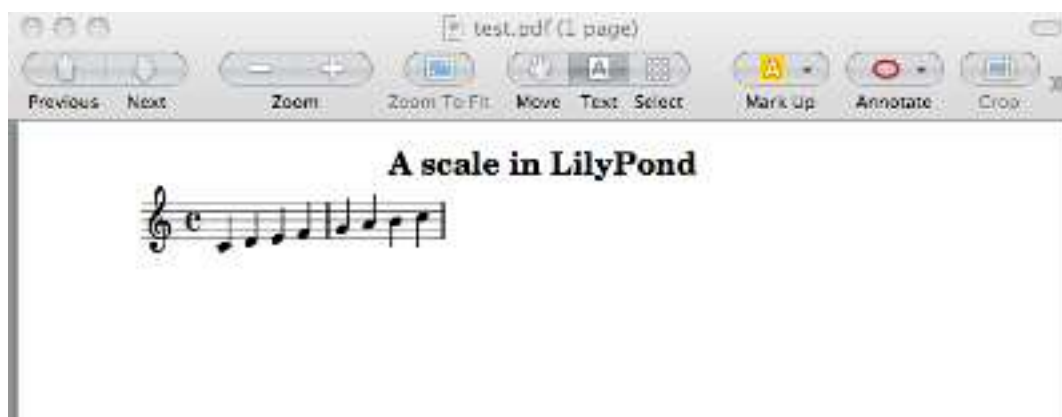 test.pdf (1 page)
A
A
Previous Next Zoom Zoom To Fit Move Text Select Mark Up Annotate Crop
A scale in LilyPond